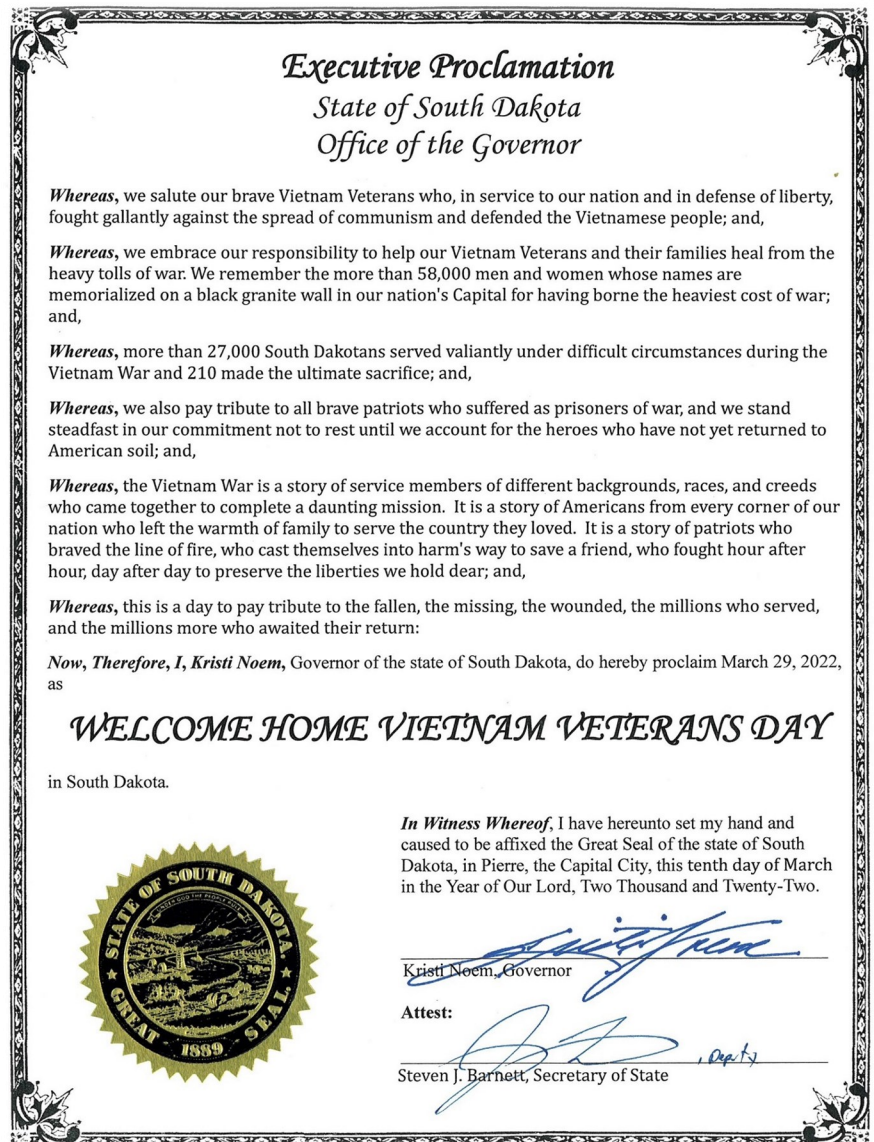 Executive Proclamation
State of South Dakota
Office of the Governor
Whereas, we salute our brave Vietnam Veterans who, in service to our nation and in defense of liberty,
fought gallantly against the spread of communism and defended the Vietnamese people; and,
Whereas, we embrace our responsibility to help our Vietnam Veterans and their families heal from the
heavy tolls of war. We remember the more than 58,000 men and women whose names are
memorialized on a black granite wall in our nation's Capital for having borne the heaviest cost of war;
and,
Whereas, more than 27,000 South Dakotans served valiantly under difficult circumstances during the
Vietnam War and 210 made the ultimate sacrifice; and,
Whereas, we also pay tribute to all brave patriots who suffered as prisoners of war, and we stand
steadfast in our commitment not to rest until we account for the heroes who have not yet returned to
American soil; and,
Whereas, the Vietnam War is a story of service members of different backgrounds, races, and creeds
who came together to complete a daunting mission. It is a story of Americans from every corner of our
nation who left the warmth of family to serve the country they loved. It is a story of patriots who
braved the line of fire, who cast themselves into harm's way to save a friend, who fought hour after
hour, day after day to preserve the liberties we hold dear; and,
Whereas, this is a day to pay tribute to the fallen, the missing, the wounded, the millions who served,
and the millions more who awaited their return:
Now, Therefore, I, Kristi Noem, Governor of the state of South Dakota, do hereby proclaim March 29, 2022,
as
WELCOME HOME VIETNAM VETERANS DAY
in South Dakota.
In Witness Whereof, I have hereunto set my hand and
caused to be affixed the Great Seal of the state of South
Dakota, in Pierre, the Capital City, this tenth day of March
in the Year of Our Lord, Two Thousand and Twenty-Two.
STATE OF SOUTH DAKOTA.
UNDER GOD THE PEOPLE RULE
GREAT SEAL.
1889
Kristi Noem
Kristi Noem, Governor
Attest:
, Deputy
Steven J. Barnett, Secretary of State